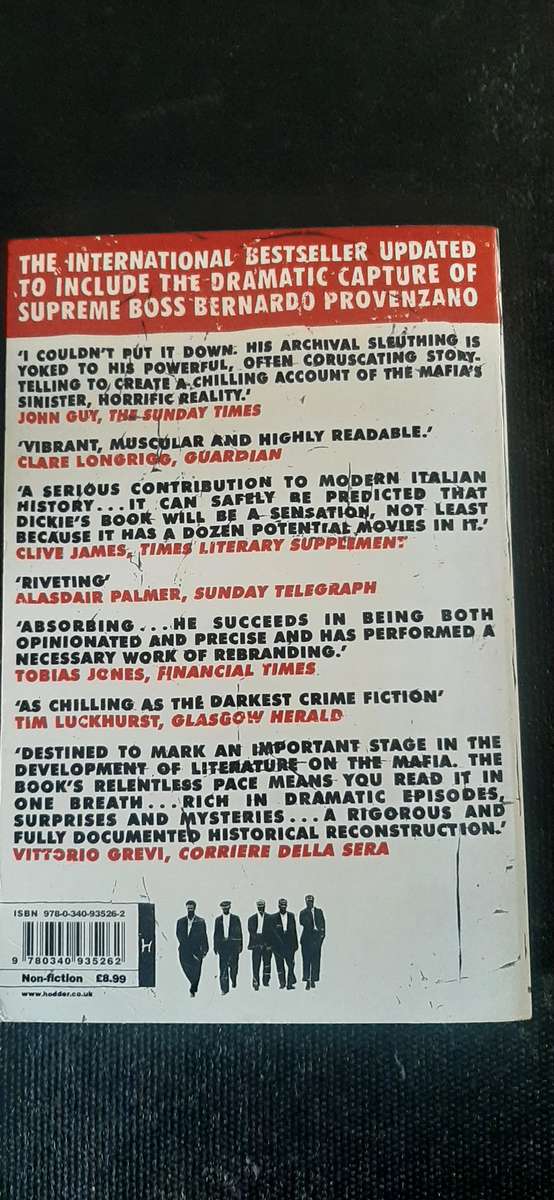 THE INTERNATIONAL BESTSELLER UPDATED
TO INCLUDE THE DRAMATIC CAPTURE OF
SUPREME BOSS BERNARDO PROVENZANO
'I COULDN'T PUT IT DOWN. HIS ARCHIVAL SLEUTHING IS
YOKED TO HIS POWERFUL, OFTEN CORUSCATING STORY-
TELLING TO CREATE A CHILLING ACCOUNT OF THE MAFIA'S
SINISTER, HORRIFIC REALITY.'
JOHN GUY, THE SUNDAY TIMES
'VIBRANT, MUSCULAR AND HIGHLY READABLE.'
CLARE LONGRIGG, GUARDIAN
'A SERIOUS CONTRIBUTION TO MODERN ITALIAN
HISTORY...IT CAN SAFELY BE PREDICTED THAT
DICKIE'S BOOK WILL BE A SENSATION, NOT LEAST
BECAUSE IT HAS A DOZEN POTENTIAL MOVIES IN IT.'
CLIVE JAMES, TIMES LITERARY SUPPLEMENT
'RIVETING'
ALASDAIR PALMER, SUNDAY TELEGRAPH
'ABSORBING...HE SUCCEEDS IN BEING BOTH
OPINIONATED AND PRECISE AND HAS PERFORMED A
NECESSARY WORK OF REBRANDING.'
TOBIAS JONES, FINANCIAL TIMES
'AS CHILLING AS THE DARKEST CRIME FICTION'
TIM LUCKHURST, GLASGOW HERALD
'DESTINED TO MARK AN IMPORTANT STAGE IN THE
DEVELOPMENT OF LITERATURE ON THE MAFIA. THE
BOOK'S RELENTLESS PACE MEANS YOU READ IT IN
ONE BREATH...RICH IN DRAMATIC EPISODES,
SURPRISES AND MYSTERIES...A RIGOROUS AND
FULLY DOCUMENTED HISTORICAL RECONSTRUCTION.'
VITTORIO GREVI, CORRIERE DELLA SERA
ISBN 978-0-340-93526-2
9 780340 935262
H
Non-fiction £8.99
www.hodder.co.uk